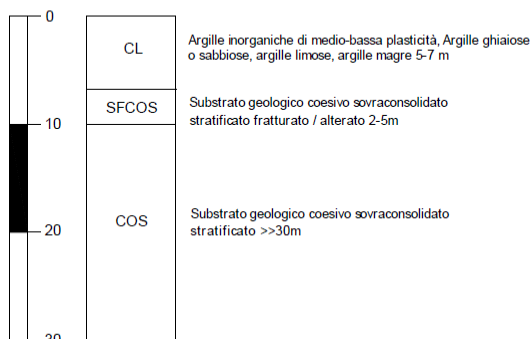 0
CL
Argille inorganiche di medio-bassa plasticità, Argille ghiaiose
o sabbiose, argille limose, argille magre 5-7 m
SFCOS
Substrato geologico coesivo sovraconsolidato
stratificato fratturato / alterato 2-5m
10
COS
Substrato geologico coesivo sovraconsolidato
stratificato >>30m
20